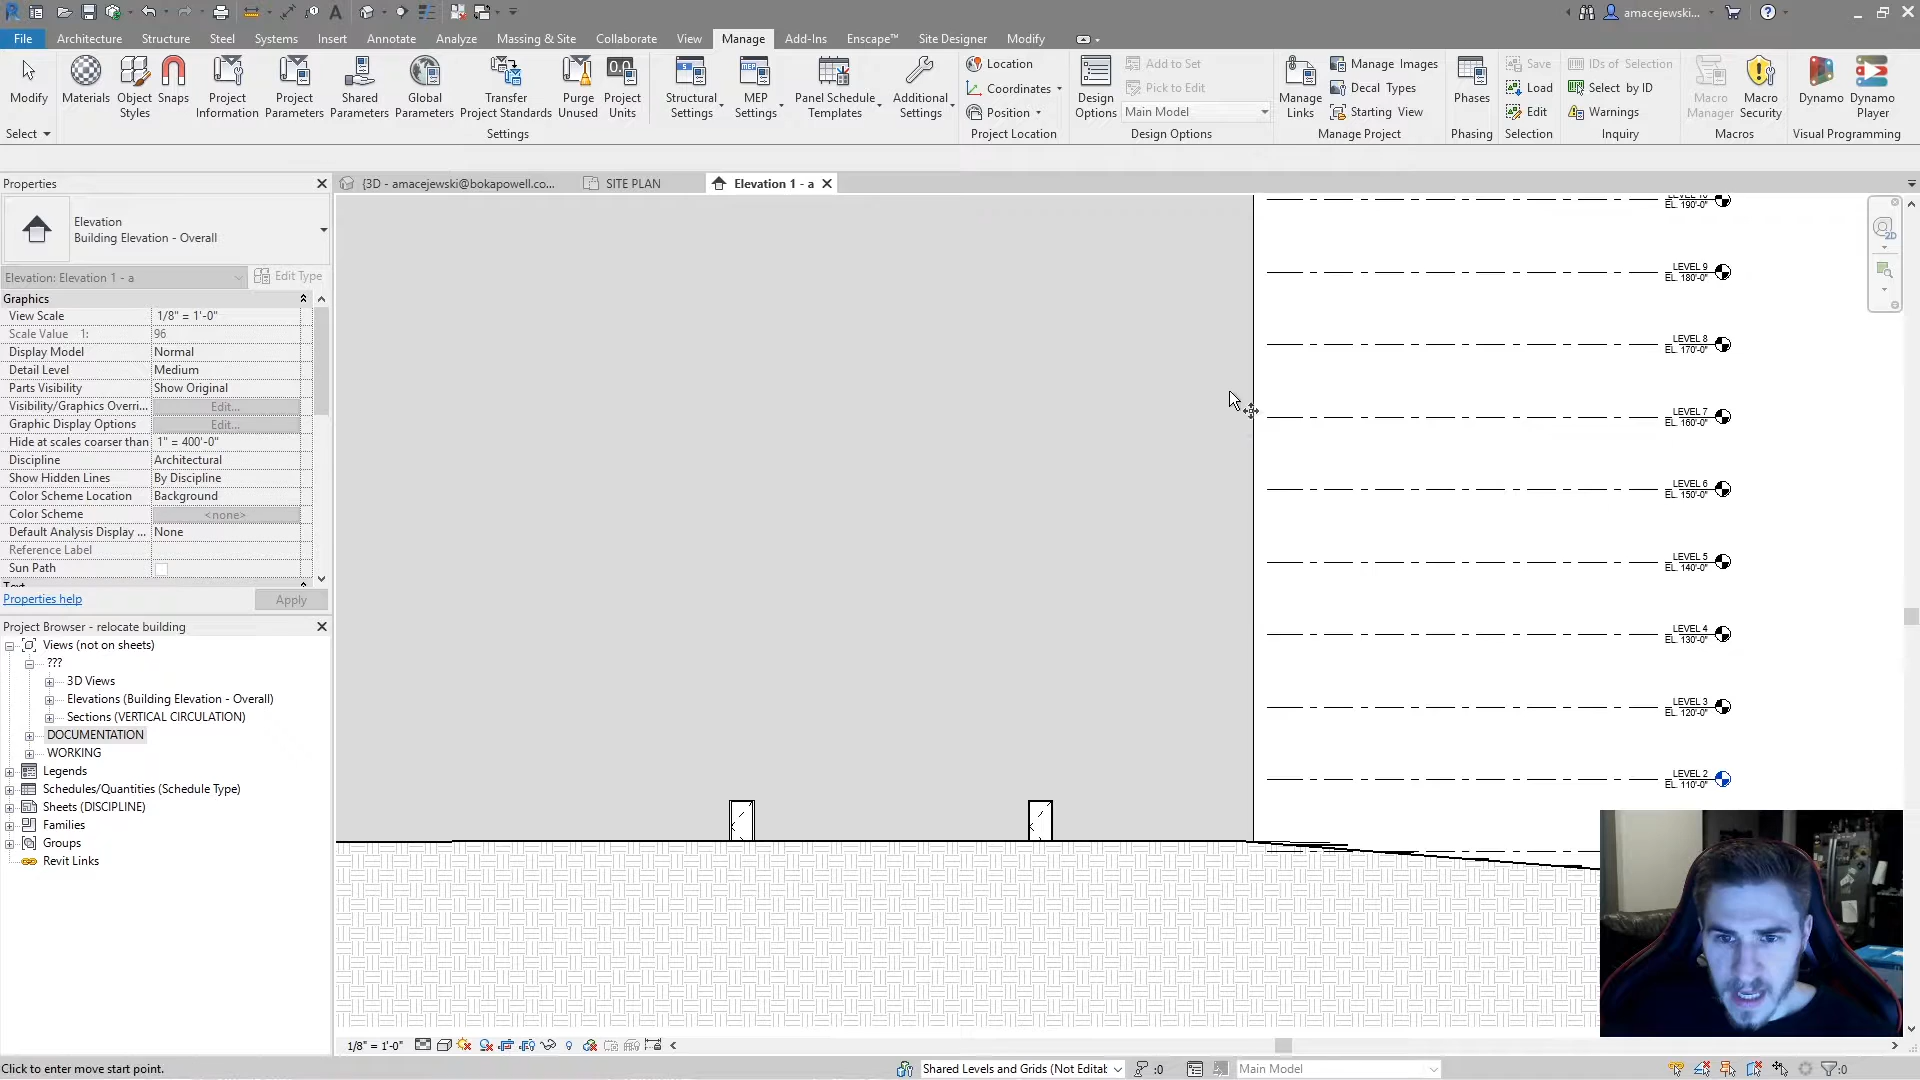 amacejewski...
File
Architecture
Structure
Steel
Systems
Insert
Annotate
Analyze
Massing & Site
Collaborate
View
Manage
Add-Ins
Enscape™
Site Designer
Modify
Modify
Materials
Object Styles
Snaps
Project Information
Project Parameters
Shared Parameters
Global Parameters
Transfer Project Standards
Purge Unused
Project Units
Structural Settings
MEP Settings
Panel Schedule Templates
Additional Settings
Location
Coordinates
Position
Design Options
Add to Set
Pick to Edit
Main Model
Manage Links
Manage Images
Decal Types
Starting View
Phases
Save
Load
Edit
IDs of Selection
Select by ID
Warnings
Macro Manager
Macro Security
Dynamo
Dynamo Player
Select
Settings
Project Location
Design Options
Manage Project
Phasing
Selection
Inquiry
Macros
Visual Programming
Properties
{3D - amacejewski@bokapowell.co...
SITE PLAN
Elevation 1 - a
Elevation
Building Elevation - Overall
Elevation: Elevation 1 - a
Edit Type
Graphics
View Scale 1/8" = 1'-0"
Scale Value 1: 96
Display Model Normal
Detail Level Medium
Parts Visibility Show Original
Visibility/Graphics Overri... Edit...
Graphic Display Options Edit...
Hide at scales coarser than 1" = 400'-0"
Discipline Architectural
Show Hidden Lines By Discipline
Color Scheme Location Background
Color Scheme <none>
Default Analysis Display ... None
Reference Label
Sun Path
Text
Properties help
Apply
Project Browser - relocate building
Views (not on sheets)
???
3D Views
Elevations (Building Elevation - Overall)
Sections (VERTICAL CIRCULATION)
DOCUMENTATION
WORKING
Legends
Schedules/Quantities (Schedule Type)
Sheets (DISCIPLINE)
Families
Groups
Revit Links
LEVEL 10
EL. 190'-0"
LEVEL 9
EL. 180'-0"
LEVEL 8
EL. 170'-0"
LEVEL 7
EL. 160'-0"
LEVEL 6
EL. 150'-0"
LEVEL 5
EL. 140'-0"
LEVEL 4
EL. 130'-0"
LEVEL 3
EL. 120'-0"
LEVEL 2
EL. 110'-0"
2D
1/8" = 1'-0"
Click to enter move start point.
Shared Levels and Grids (Not Editat
:0
Main Model
:0